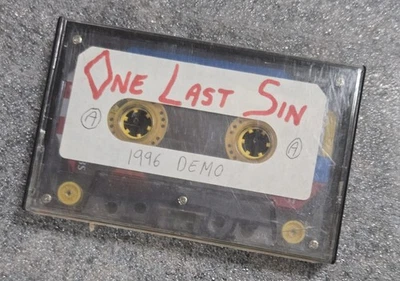 One Last Sin
A A
1996 DEMO